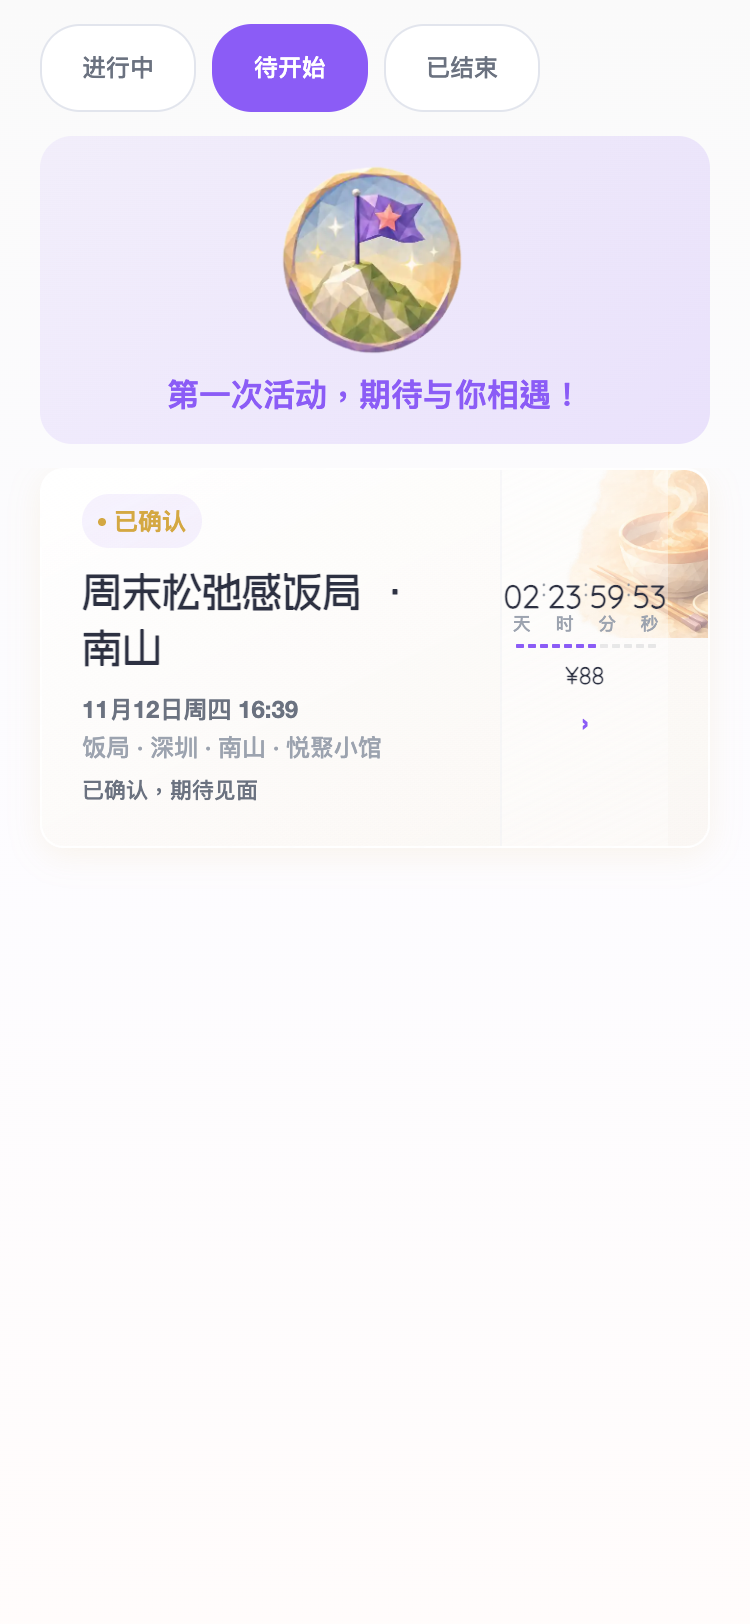 进行中
待开始
已结束
第一次活动，期待与你相遇！
• 已确认
周末松弛感饭局 ·
南山
11月12日周四 16:39
饭局 · 深圳 · 南山 · 悦聚小馆
已确认，期待见面
02:23:59:53
天 时 分 秒
¥88
›